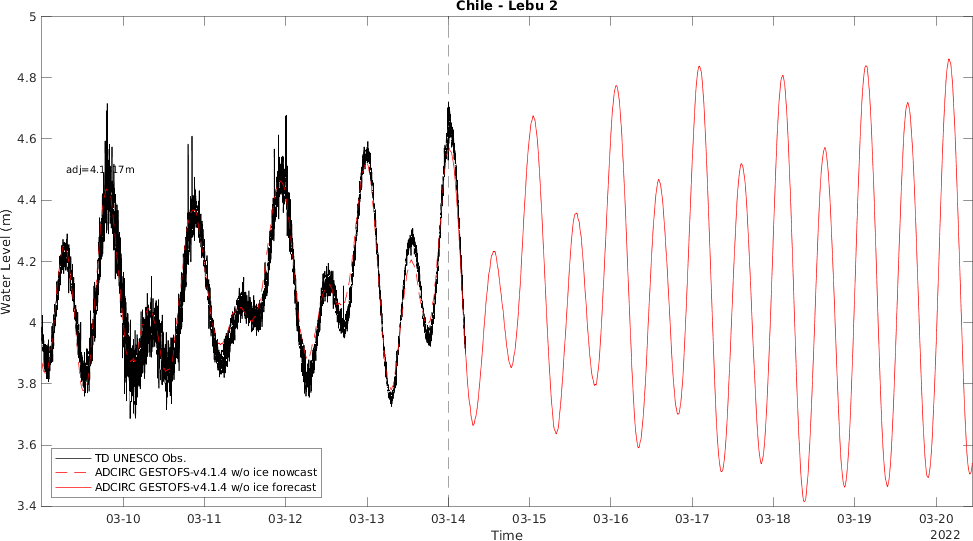 Chile - Lebu 2
Water Level (m)
5
4.8
4.6
4.4
4.2
4
3.8
3.6
3.4
TD UNESCO Obs.
ADCIRC GESTOFS-v4.1.4 w/o ice nowcast
ADCIRC GESTOFS-v4.1.4 w/o ice forecast
03-10 03-11 03-12 03-13 03-14 03-15 03-16 03-17 03-18 03-19 03-20
Time
2022